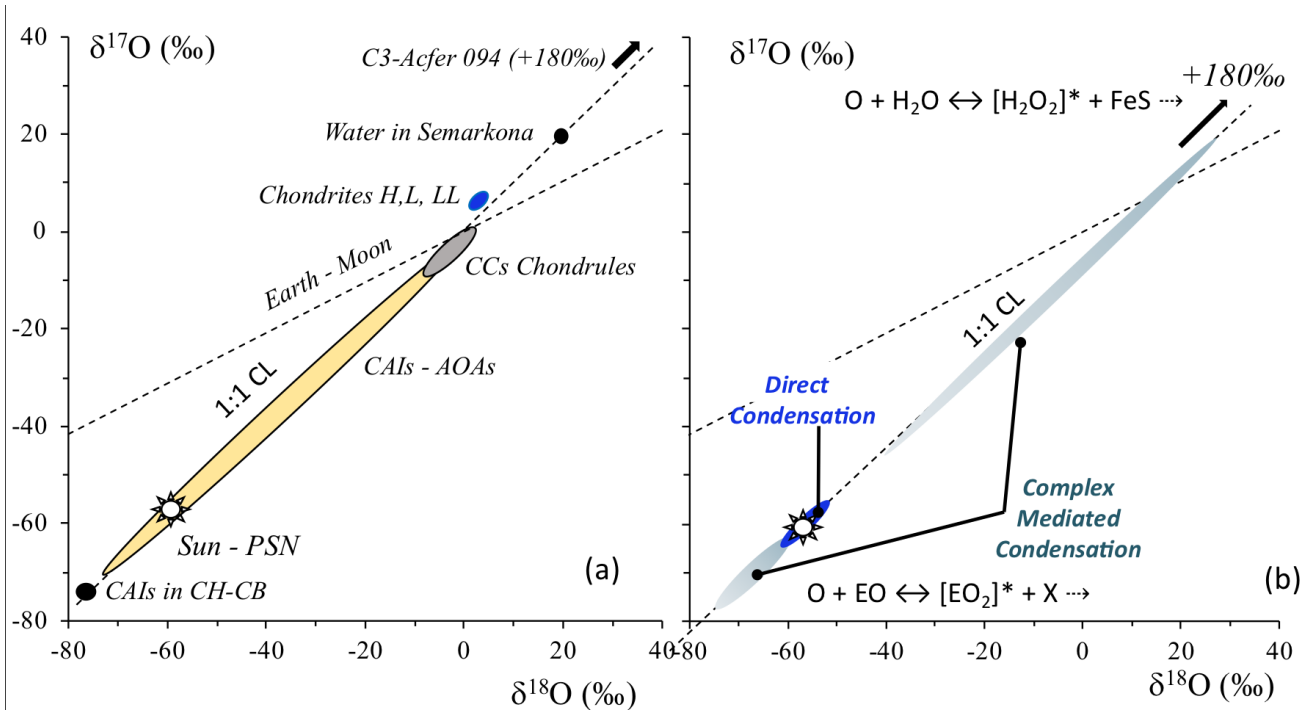 40
20
0
-20
-40
-60
-80
δ¹⁷O (‰)
C3-Acfer 094 (+180‰)
Water in Semarkona
Chondrites H,L, LL
Earth - Moon
CCs Chondrules
CAIs - AOAs
1:1 CL
Sun - PSN
CAIs in CH-CB
(a)
-80
-60
-40
-20
0
20
40
δ¹⁸O (‰)
δ¹⁷O (‰)
+180‰
O + H₂O ↔ [H₂O₂]* + FeS ⇢
1:1 CL
Direct
Condensation
Complex
Mediated
Condensation
O + EO ↔ [EO₂]* + X ⇢
(b)
-80
-60
-40
-20
0
20
40
δ¹⁸O (‰)